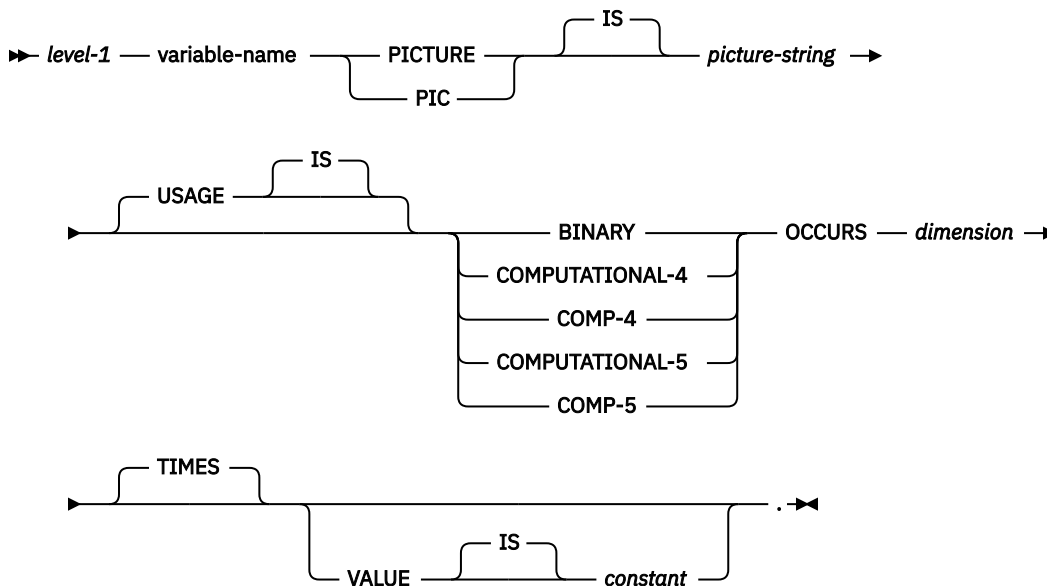 IS
level-1 variable-name PICTURE picture-string
PIC
IS
USAGE
BINARY OCCURS dimension
COMPUTATIONAL-4
COMP-4
COMPUTATIONAL-5
COMP-5
TIMES
.
IS
VALUE constant